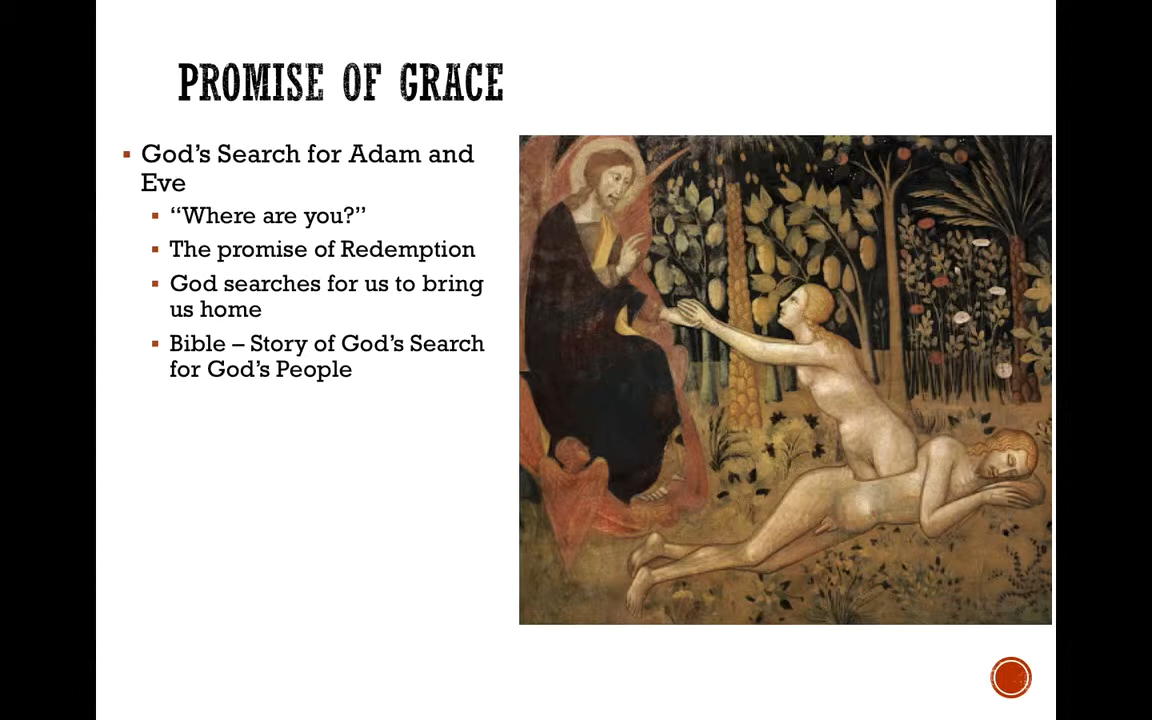 PROMISE OF GRACE
▪ God’s Search for Adam and
Eve
▪ “Where are you?”
▪ The promise of Redemption
▪ God searches for us to bring
us home
▪ Bible – Story of God’s Search
for God’s People